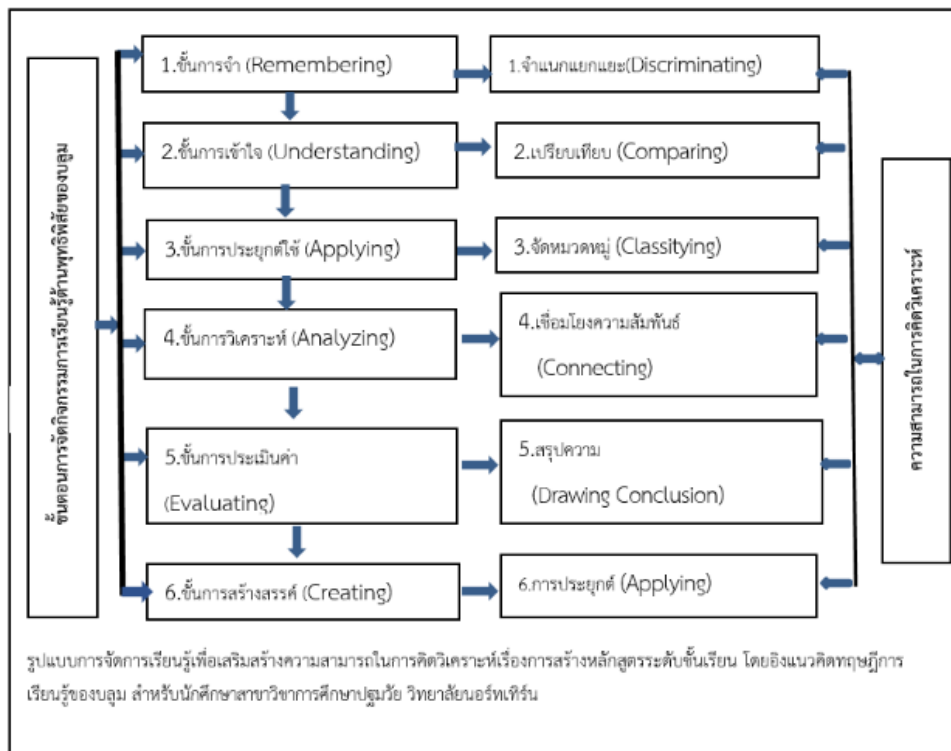 ขั้นตอนการจัดกิจกรรมการเรียนรู้ด้านพุทธิพิสัยของบลูม
1.ขั้นการจำ (Remembering)
1.จำแนกแยกแยะ(Discriminating)
2.ขั้นการเข้าใจ (Understanding)
2.เปรียบเทียบ (Comparing)
3.ขั้นการประยุกต์ใช้ (Applying)
3.จัดหมวดหมู่ (Classitying)
4.ขั้นการวิเคราะห์ (Analyzing)
4.เชื่อมโยงความสัมพันธ์
(Connecting)
5.ขั้นการประเมินค่า
(Evaluating)
5.สรุปความ
(Drawing Conclusion)
6.ขั้นการสร้างสรรค์ (Creating)
6.การประยุกต์ (Applying)
ความสามารถในการคิดวิเคราะห์
รูปแบบการจัดการเรียนรู้เพื่อเสริมสร้างความสามารถในการคิดวิเคราะห์เรื่องการสร้างหลักสูตรระดับชั้นเรียน โดยอิงแนวคิดทฤษฎีการ
เรียนรู้ของบลูม สำหรับนักศึกษาสาขาวิชาการศึกษาปฐมวัย วิทยาลัยนอร์ทเทิร์น